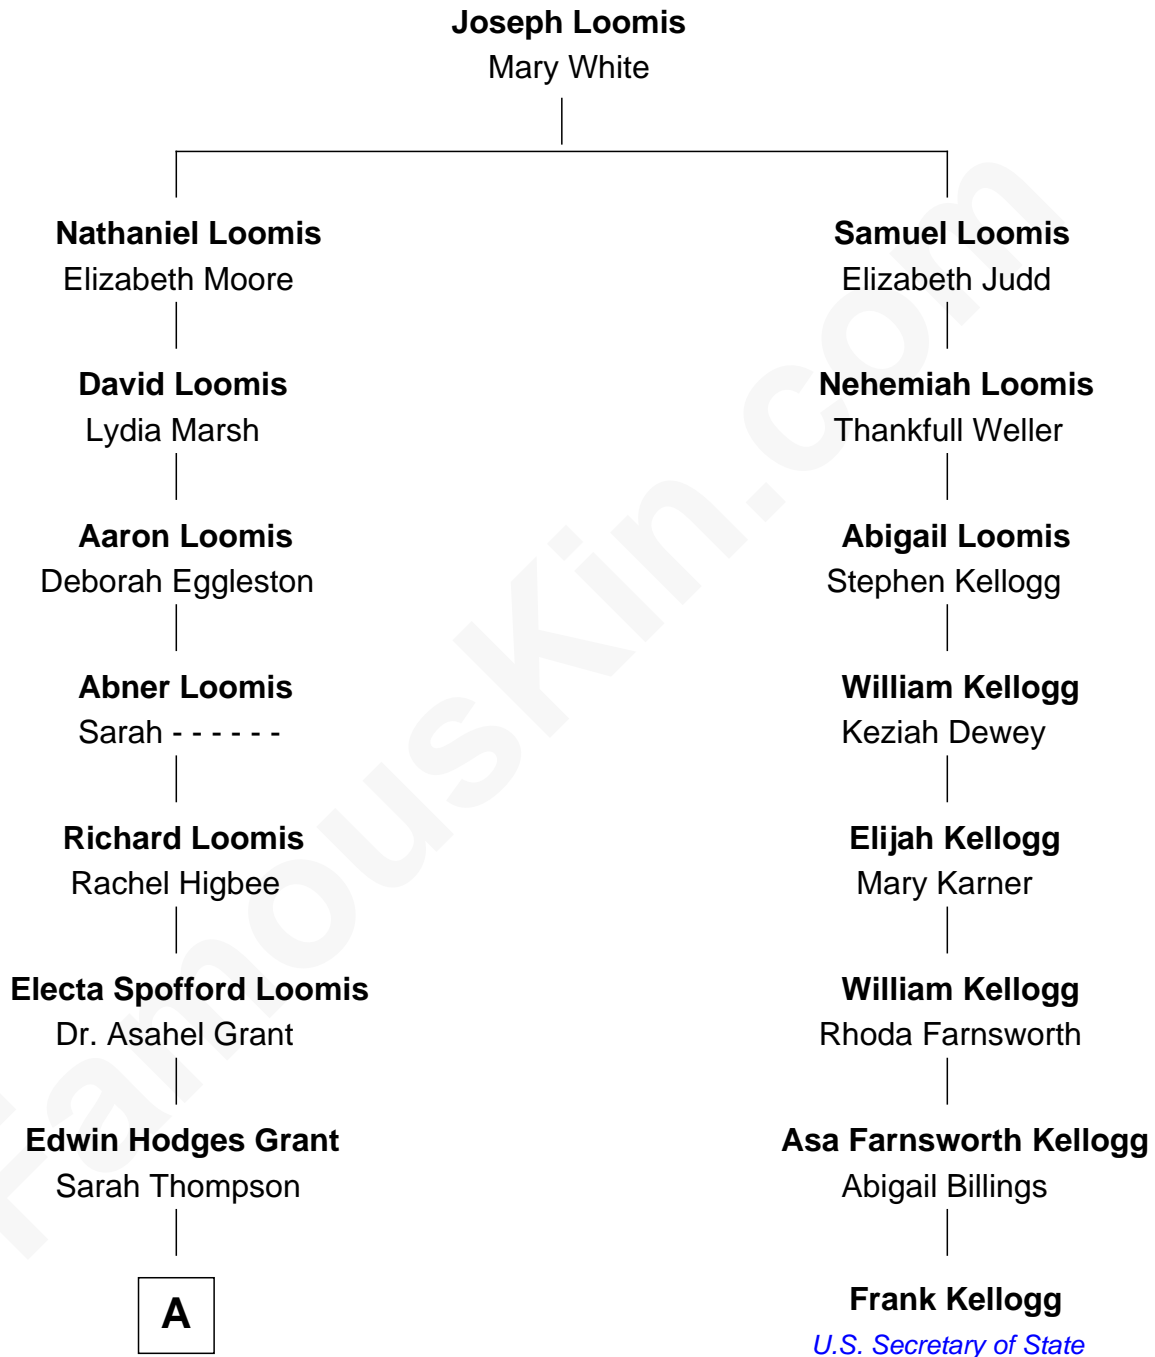 Joseph Loomis
Mary White
Nathaniel Loomis
Elizabeth Moore
Samuel Loomis
Elizabeth Judd
David Loomis
Lydia Marsh
Nehemiah Loomis
Thankfull Weller
Aaron Loomis
Deborah Eggleston
Abigail Loomis
Stephen Kellogg
Abner Loomis
Sarah - - - - - -
William Kellogg
Keziah Dewey
Richard Loomis
Rachel Higbee
Elijah Kellogg
Mary Karner
Electa Spofford Loomis
Dr. Asahel Grant
William Kellogg
Rhoda Farnsworth
Edwin Hodges Grant
Sarah Thompson
Asa Farnsworth Kellogg
Abigail Billings
A
Frank Kellogg
U.S. Secretary of State
FamousKin.com